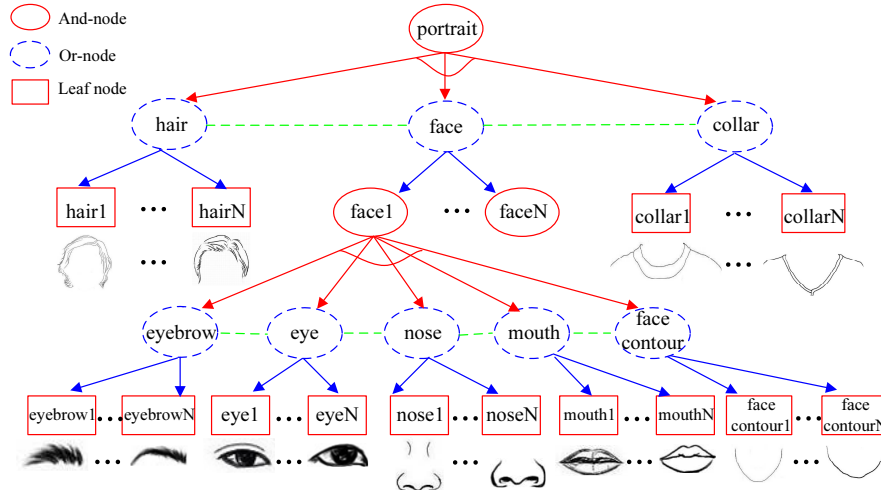 And-node
portrait
Or-node
Leaf node
hair
face
collar
hair1
•••
hairN
face1
•••
faceN
collar1
•••
collarN
•••
•••
eyebrow
eye
nose
mouth
face
contour
eyebrow1
•••
eyebrowN
eye1
•••
eyeN
nose1
•••
noseN
mouth1
•••
mouthN
face
contour1
•••
face
contourN
•••
•••
•••
•••
•••